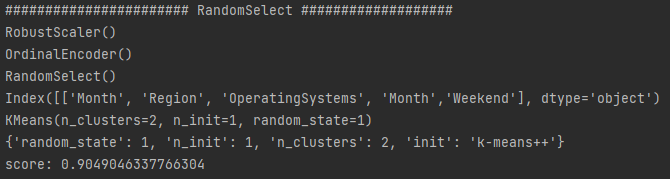 ####################### RandomSelect ###################
RobustScaler()
OrdinalEncoder()
RandomSelect()
Index([['Month', 'Region', 'OperatingSystems', 'Month','Weekend'], dtype='object')
KMeans(n_clusters=2, n_init=1, random_state=1)
{'random_state': 1, 'n_init': 1, 'n_clusters': 2, 'init': 'k-means++'}
score: 0.9049046337766304